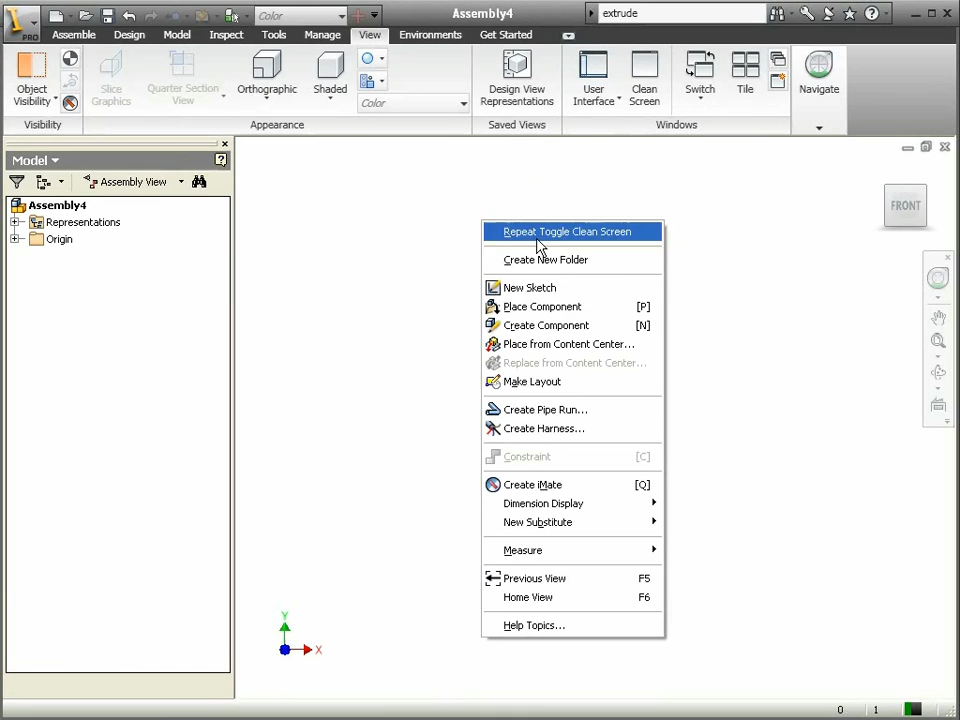 PRO
Color
Assembly4
extrude
Assemble Design Model Inspect Tools Manage View Environments Get Started
Object Visibility
Slice Graphics
Quarter Section View
Orthographic
Shaded
Color
Design View Representations
User Interface
Clean Screen
Switch
Tile
Navigate
Visibility
Appearance
Saved Views
Windows
Model
Assembly View
Assembly4
Representations
Origin
FRONT
Repeat Toggle Clean Screen
Create New Folder
New Sketch
Place Component [P]
Create Component [N]
Place from Content Center...
Replace from Content Center...
Make Layout
Create Pipe Run...
Create Harness...
Constraint [C]
Create iMate [Q]
Dimension Display
New Substitute
Measure
Previous View F5
Home View F6
Help Topics...
Y
X
0 1